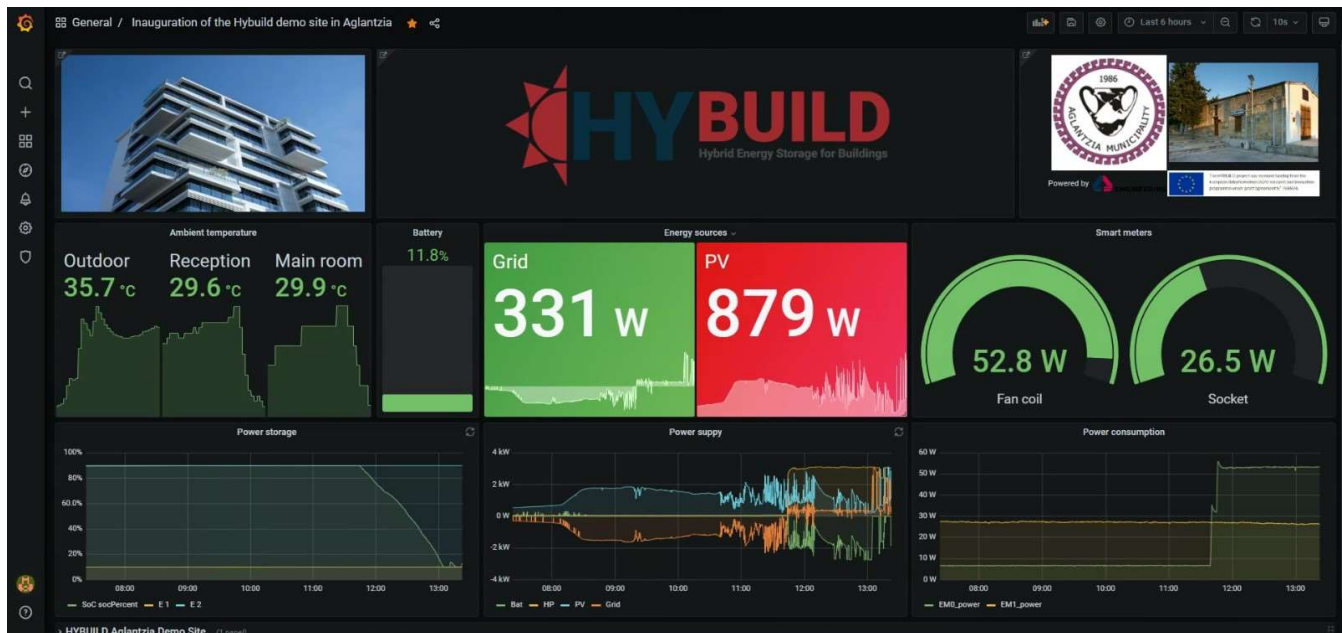 General / Inauguration of the Hybuild demo site in Aglantzia
Last 6 hours
10s
HYBUILD
Hybrid Energy Storage for Buildings
1986
AGLANTZIA MUNICIPALITY
Powered by
Ambient temperature
Outdoor
35.7 °C
Reception
29.6 °C
Main room
29.9 °C
Battery
11.8%
Energy sources
Grid
331 W
PV
879 W
Smart meters
52.8 W
Fan coil
26.5 W
Socket
Power storage
100%
80%
60.0%
40%
20%
0%
08:00 09:00 10:00 11:00 12:00 13:00
SoC socPercent E 1 E 2
Power suppy
4 kW
2 kW
0 W
-2 kW
-4 kW
08:00 09:00 10:00 11:00 12:00 13:00
Bat HP PV Grid
Power consumption
60 W
50 W
40 W
30 W
20 W
10 W
0 W
08:00 09:00 10:00 11:00 12:00 13:00
EM0_power EM1_power
HYBUILD Aglantzia Demo Site (1 panel)